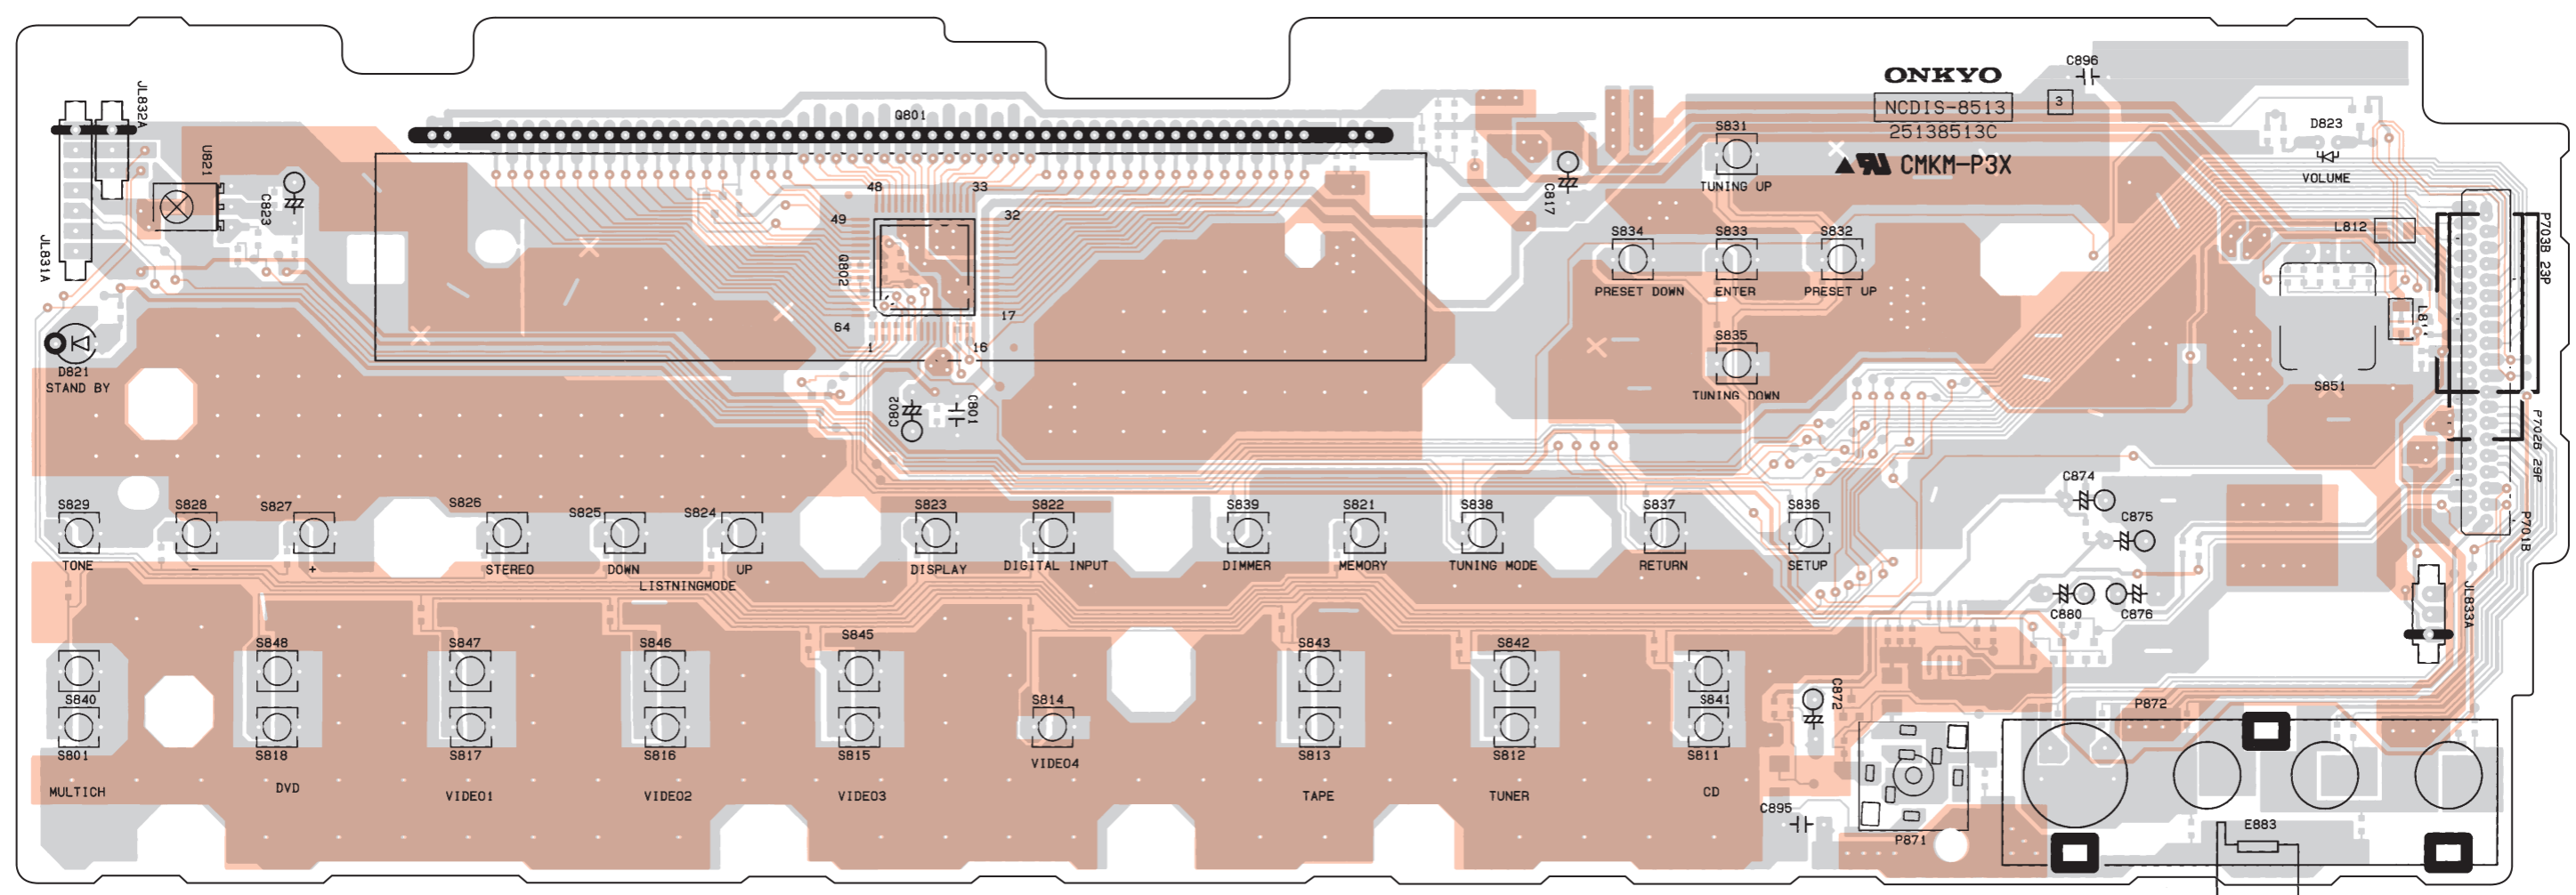 ONKYO
C896
NCDIS-8513
3
25138513C
CMKM-P3X
JL832A
U821
C823
JL831A
Q801
48
33
49
32
Q802
64
17
1
16
C802
C801
C817
S831
TUNING UP
S834
S833
S832
PRESET DOWN
ENTER
PRESET UP
S835
TUNING DOWN
D823
VOLUME
L812
P703B 23P
S851
P702B 29P
P701B
D821
STAND BY
C874
C875
C880
C876
JL833A
S829
S828
S827
S826
S825
S824
S823
S822
S839
S821
S838
S837
S836
TONE
-
+
STEREO
DOWN
UP
DISPLAY
DIGITAL INPUT
DIMMER
MEMORY
TUNING MODE
RETURN
SETUP
LISTNINGMODE
S848
S847
S846
S845
S843
S842
S840
S814
S841
C872
P872
S801
S818
S817
S816
S815
S813
S812
S811
MULTICH
DVD
VIDEO1
VIDEO2
VIDEO3
VIDEO4
TAPE
TUNER
CD
C895
P871
E883